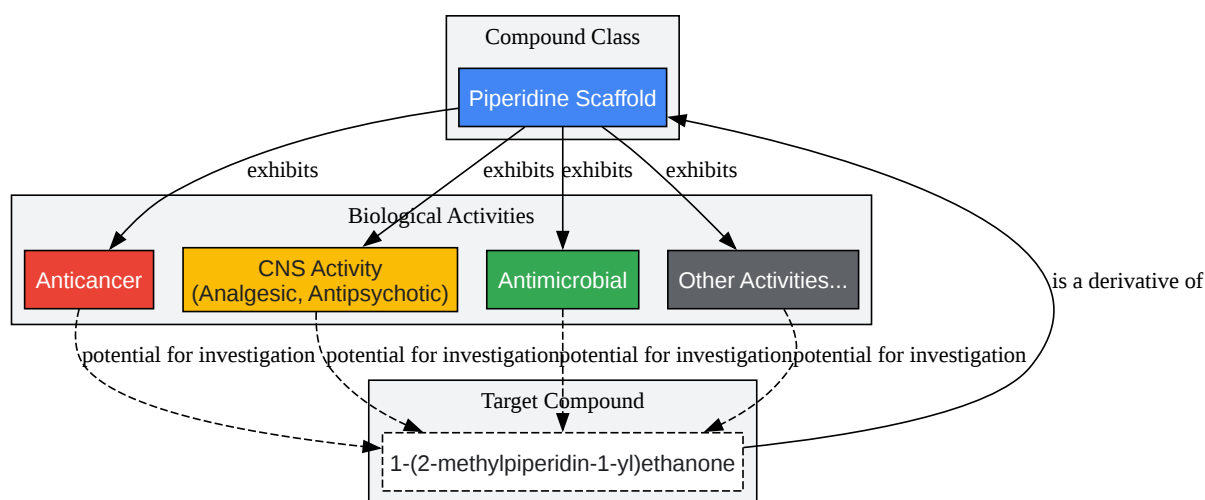 Compound Class
Piperidine Scaffold
exhibits
exhibits
exhibits
exhibits
Biological Activities
Anticancer
CNS Activity
(Analgesic, Antipsychotic)
Antimicrobial
Other Activities...
is a derivative of
potential for investigation
potential for investigation
potential for investigation
potential for investigation
Target Compound
1-(2-methylpiperidin-1-yl)ethanone